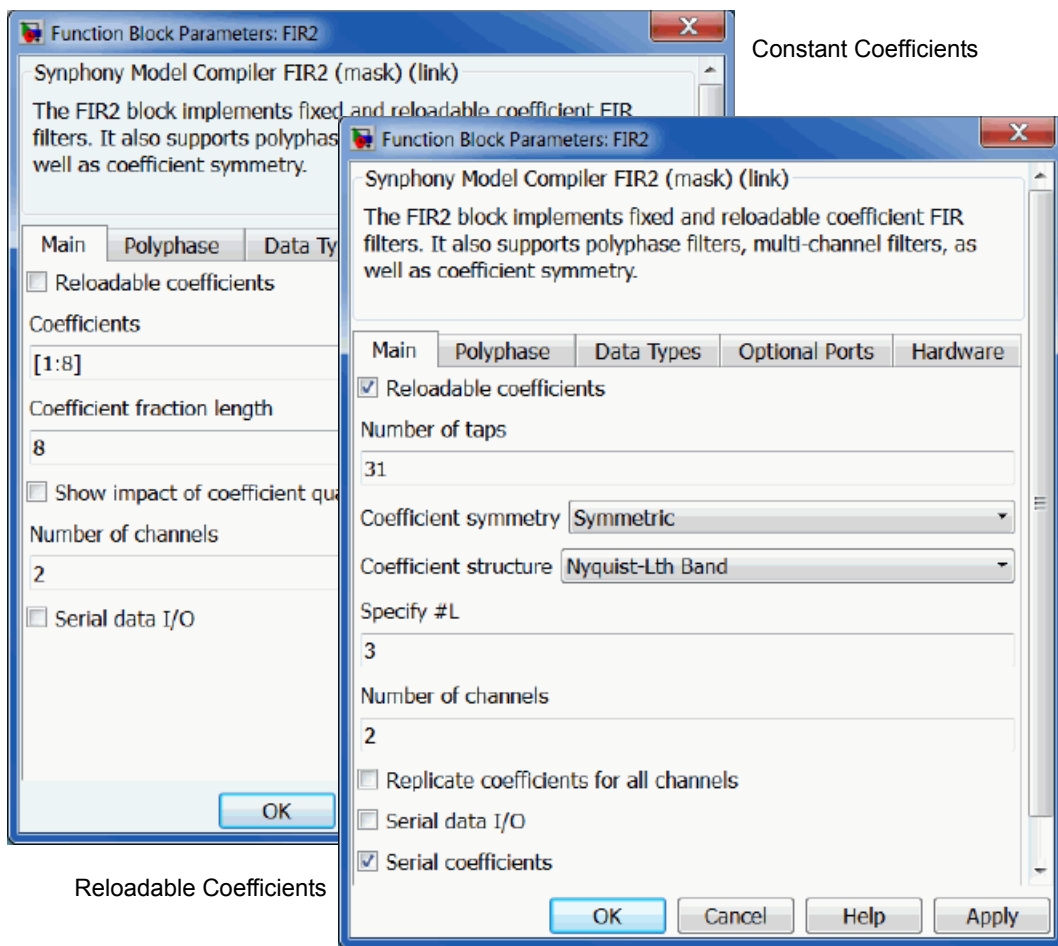 Function Block Parameters: FIR2
X
Constant Coefficients
Synphony Model Compiler FIR2 (mask) (link)
The FIR2 block implements fixed and reloadable coefficient FIR
filters. It also supports polyphas
well as coefficient symmetry.
Main Polyphase Data Ty
Reloadable coefficients
Coefficients
[1:8]
Coefficient fraction length
8
Show impact of coefficient qua
Number of channels
2
Serial data I/O
OK
Reloadable Coefficients
Function Block Parameters: FIR2
X
Synphony Model Compiler FIR2 (mask) (link)
The FIR2 block implements fixed and reloadable coefficient FIR
filters. It also supports polyphase filters, multi-channel filters, as
well as coefficient symmetry.
Main Polyphase Data Types Optional Ports Hardware
Reloadable coefficients
Number of taps
31
Coefficient symmetry Symmetric
Coefficient structure Nyquist-Lth Band
Specify #L
3
Number of channels
2
Replicate coefficients for all channels
Serial data I/O
Serial coefficients
OK Cancel Help Apply